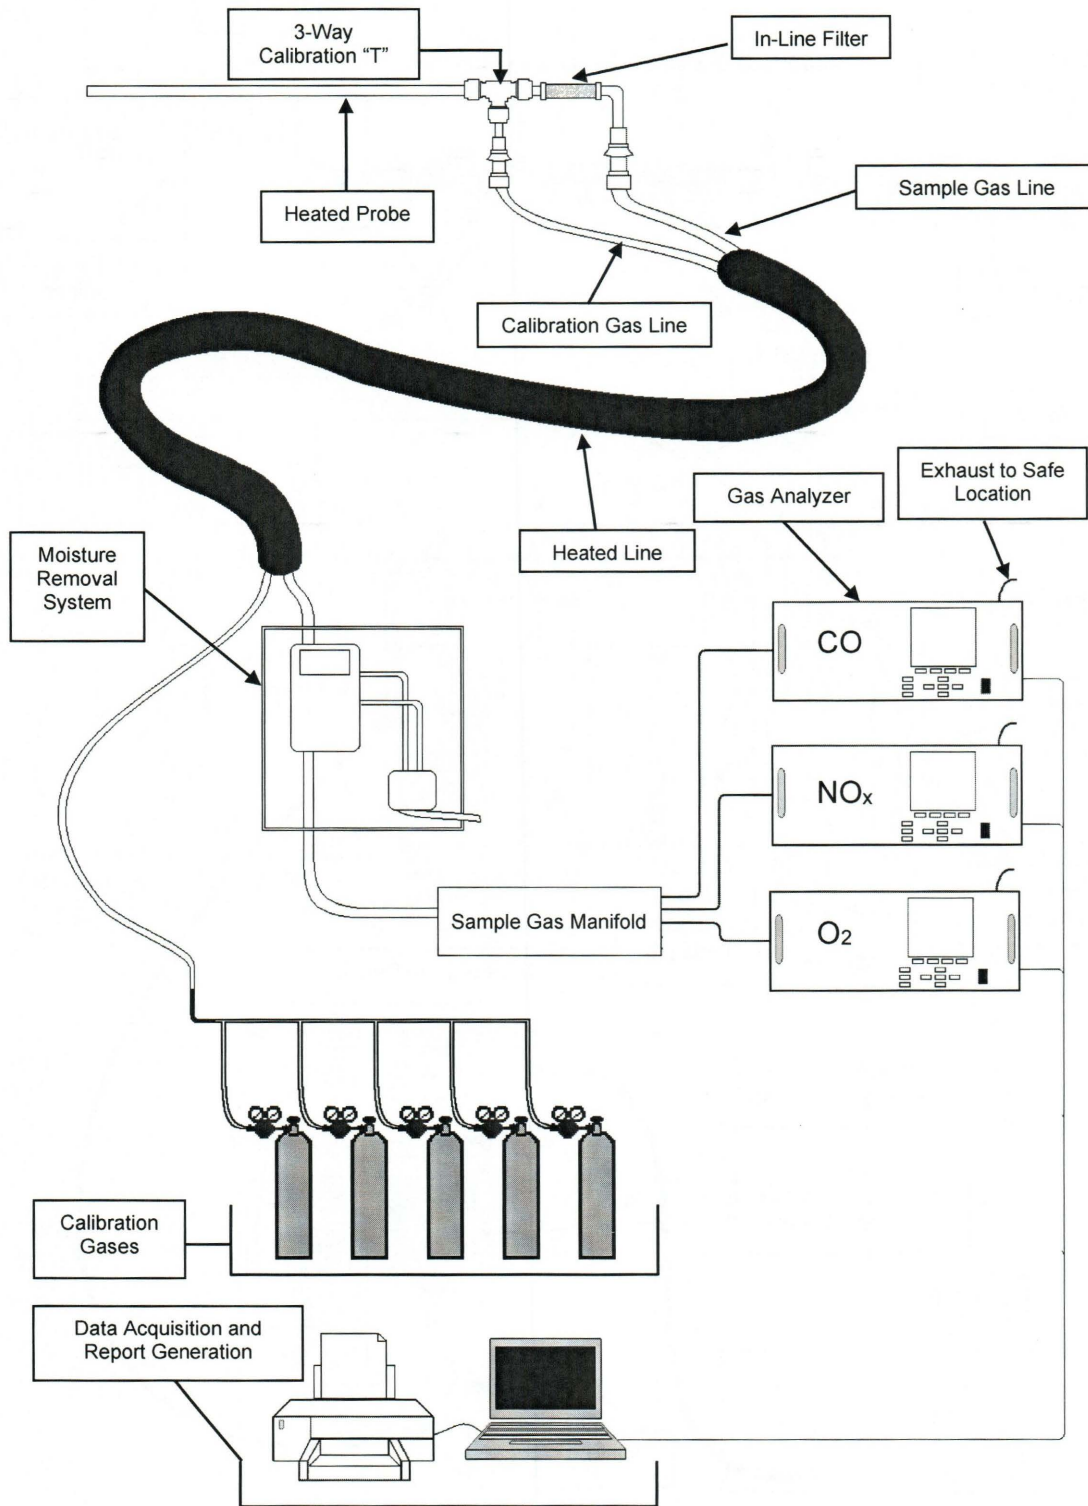 3-Way
Calibration “T”
In-Line Filter
Heated Probe
Sample Gas Line
Calibration Gas Line
Heated Line
Gas Analyzer
Exhaust to Safe
Location
Moisture
Removal
System
CO
NOx
O2
Sample Gas Manifold
Calibration
Gases
Data Acquisition and
Report Generation